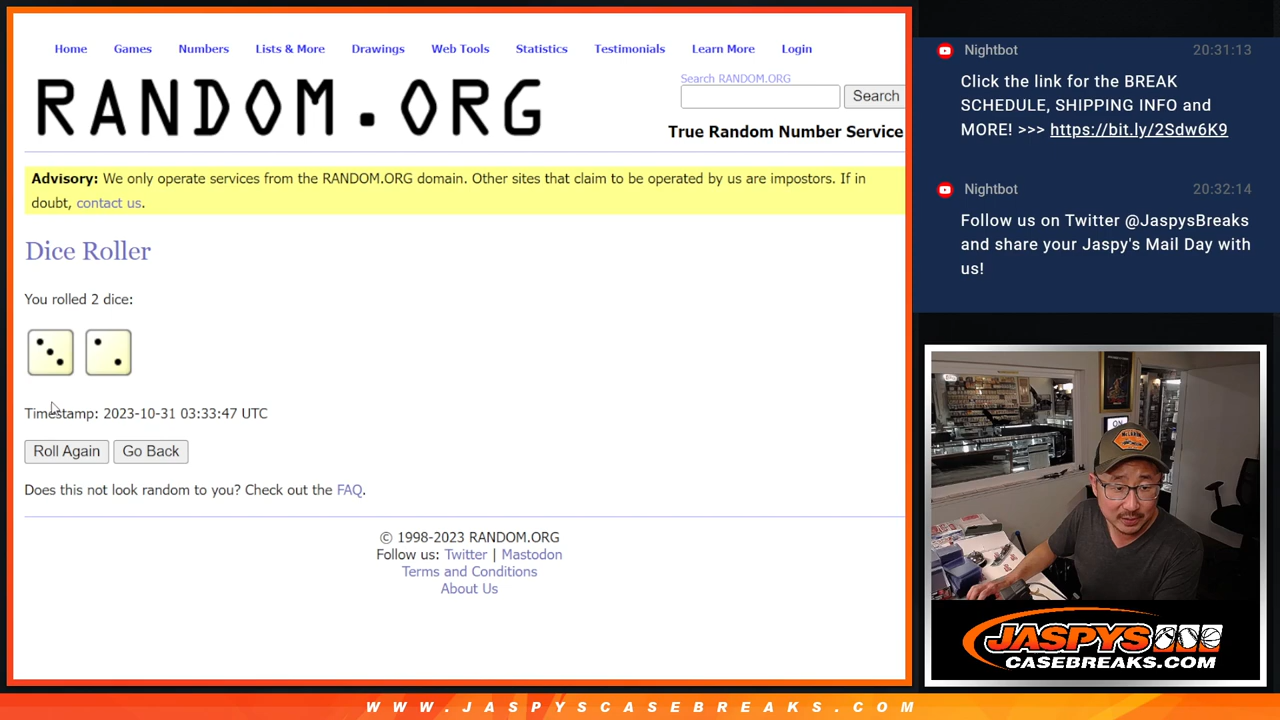 Home Games Numbers Lists & More Drawings Web Tools Statistics Testimonials Learn More Login
RANDOM.ORG
Search RANDOM.ORG
Search
True Random Number Service
Advisory: We only operate services from the RANDOM.ORG domain. Other sites that claim to be operated by us are impostors. If in
doubt, contact us.
Dice Roller
You rolled 2 dice:
Timestamp: 2023-10-31 03:33:47 UTC
Roll Again Go Back
Does this not look random to you? Check out the FAQ.
© 1998-2023 RANDOM.ORG
Follow us: Twitter | Mastodon
Terms and Conditions
About Us
Nightbot 20:31:13
Click the link for the BREAK
SCHEDULE, SHIPPING INFO and
MORE! >>> https://bit.ly/2Sdw6K9
Nightbot 20:32:14
Follow us on Twitter @JaspysBreaks
and share your Jaspy's Mail Day with
us!
ON
JASPYS
CASEBREAKS.COM
WWW.JASPYSCASEBREAKS.COM